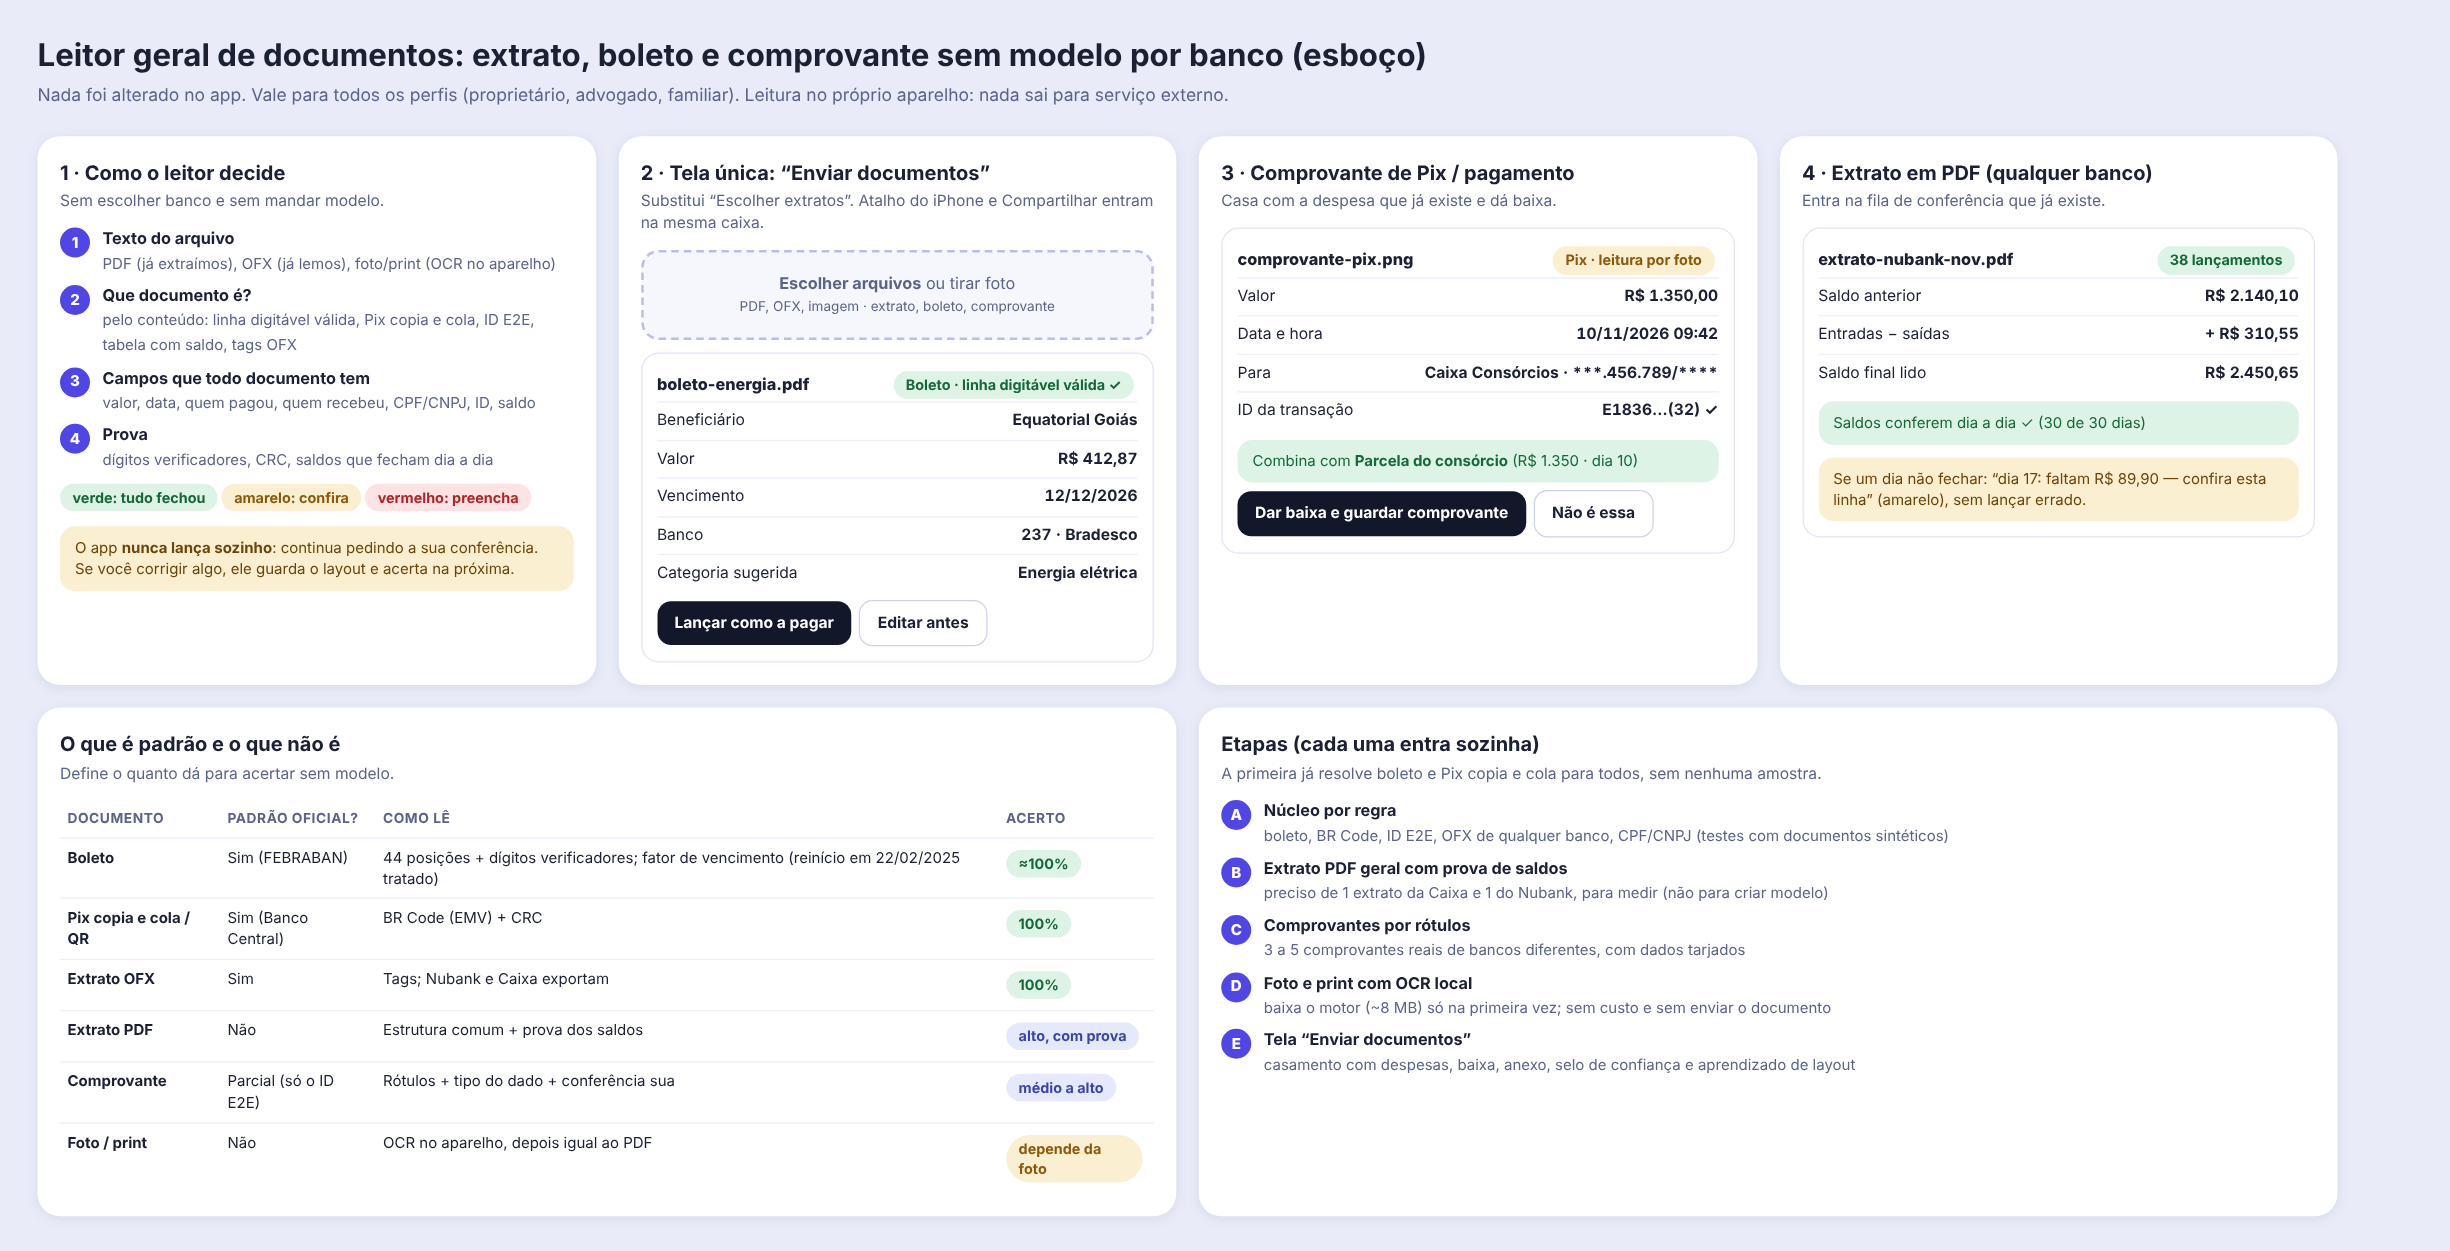 Leitor geral de documentos: extrato, boleto e comprovante sem modelo por banco (esboço)
Nada foi alterado no app. Vale para todos os perfis (proprietário, advogado, familiar). Leitura no próprio aparelho: nada sai para serviço externo.
1 · Como o leitor decide
Sem escolher banco e sem mandar modelo.
1
Texto do arquivo
PDF (já extraímos), OFX (já lemos), foto/print (OCR no aparelho)
2
Que documento é?
pelo conteúdo: linha digitável válida, Pix copia e cola, ID E2E,
tabela com saldo, tags OFX
3
Campos que todo documento tem
valor, data, quem pagou, quem recebeu, CPF/CNPJ, ID, saldo
4
Prova
dígitos verificadores, CRC, saldos que fecham dia a dia
verde: tudo fechou amarelo: confira vermelho: preencha
O app nunca lança sozinho: continua pedindo a sua conferência.
Se você corrigir algo, ele guarda o layout e acerta na próxima.
2 · Tela única: “Enviar documentos”
Substitui “Escolher extratos”. Atalho do iPhone e Compartilhar entram
na mesma caixa.
Escolher arquivos ou tirar foto
PDF, OFX, imagem · extrato, boleto, comprovante
boleto-energia.pdf Boleto · linha digitável válida ✓
Beneficiário Equatorial Goiás
Valor R$ 412,87
Vencimento 12/12/2026
Banco 237 · Bradesco
Categoria sugerida Energia elétrica
Lançar como a pagar Editar antes
3 · Comprovante de Pix / pagamento
Casa com a despesa que já existe e dá baixa.
comprovante-pix.png Pix · leitura por foto
Valor R$ 1.350,00
Data e hora 10/11/2026 09:42
Para Caixa Consórcios · ***.456.789/****
ID da transação E1836…(32) ✓
Combina com Parcela do consórcio (R$ 1.350 · dia 10)
Dar baixa e guardar comprovante Não é essa
4 · Extrato em PDF (qualquer banco)
Entra na fila de conferência que já existe.
extrato-nubank-nov.pdf 38 lançamentos
Saldo anterior R$ 2.140,10
Entradas − saídas + R$ 310,55
Saldo final lido R$ 2.450,65
Saldos conferem dia a dia ✓ (30 de 30 dias)
Se um dia não fechar: “dia 17: faltam R$ 89,90 — confira esta
linha” (amarelo), sem lançar errado.
O que é padrão e o que não é
Define o quanto dá para acertar sem modelo.
DOCUMENTO PADRÃO OFICIAL? COMO LÊ ACERTO
Boleto Sim (FEBRABAN) 44 posições + dígitos verificadores; fator de vencimento (reinício em 22/02/2025 ≈100%
tratado)
Pix copia e cola / Sim (Banco BR Code (EMV) + CRC 100%
QR Central)
Extrato OFX Sim Tags; Nubank e Caixa exportam 100%
Extrato PDF Não Estrutura comum + prova dos saldos alto, com prova
Comprovante Parcial (só o ID Rótulos + tipo do dado + conferência sua médio a alto
E2E)
Foto / print Não OCR no aparelho, depois igual ao PDF depende da
foto
Etapas (cada uma entra sozinha)
A primeira já resolve boleto e Pix copia e cola para todos, sem nenhuma amostra.
A
Núcleo por regra
boleto, BR Code, ID E2E, OFX de qualquer banco, CPF/CNPJ (testes com documentos sintéticos)
B
Extrato PDF geral com prova de saldos
preciso de 1 extrato da Caixa e 1 do Nubank, para medir (não para criar modelo)
C
Comprovantes por rótulos
3 a 5 comprovantes reais de bancos diferentes, com dados tarjados
D
Foto e print com OCR local
baixa o motor (~8 MB) só na primeira vez; sem custo e sem enviar o documento
E
Tela “Enviar documentos”
casamento com despesas, baixa, anexo, selo de confiança e aprendizado de layout